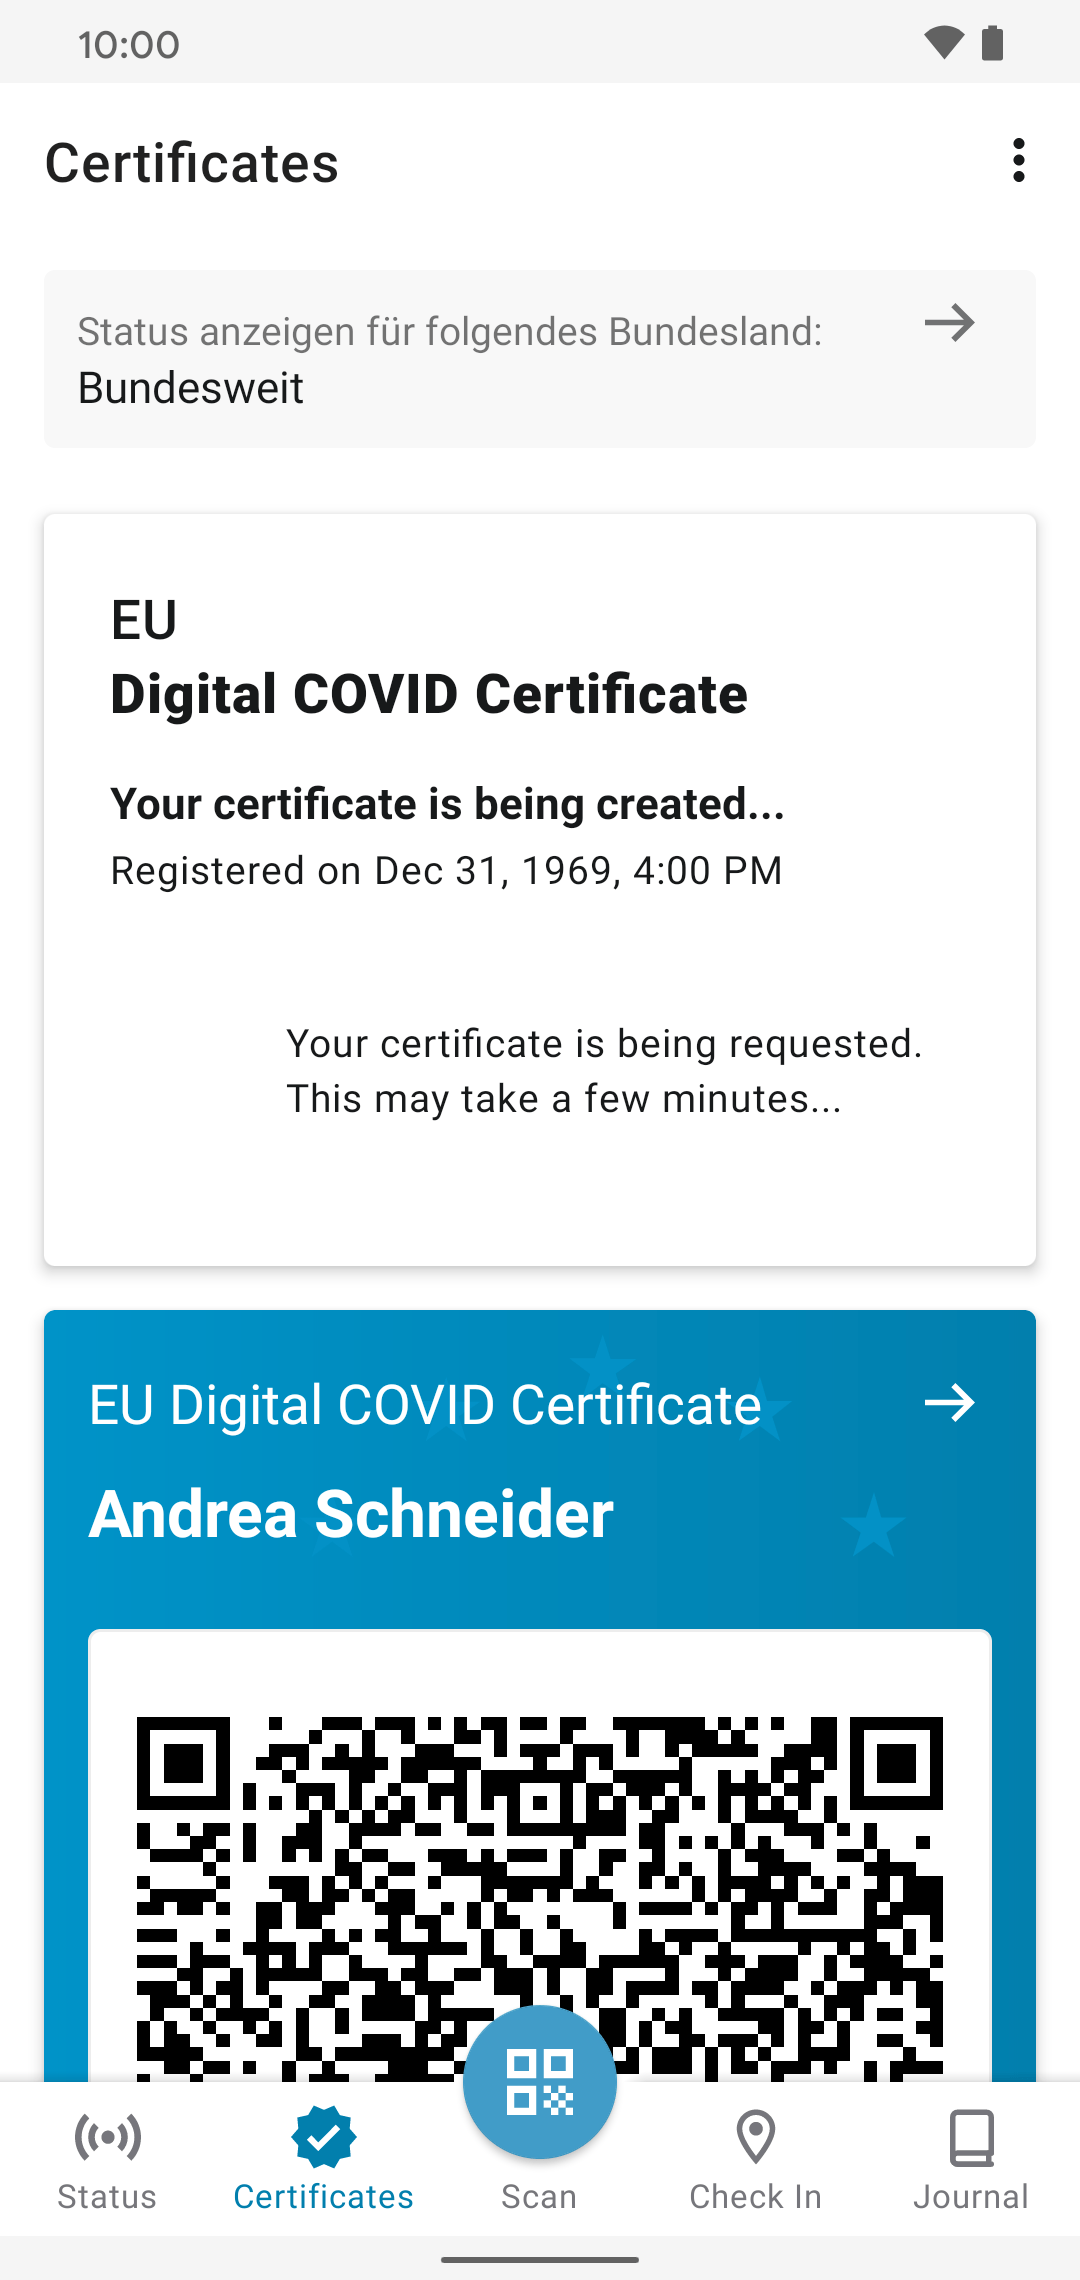 10:00
Certificates
Status anzeigen für folgendes Bundesland:
Bundesweit
EU
Digital COVID Certificate
Your certificate is being created...
Registered on Dec 31, 1969, 4:00 PM
Your certificate is being requested.
This may take a few minutes...
EU Digital COVID Certificate
Andrea Schneider
Status
Certificates
Scan
Check In
Journal